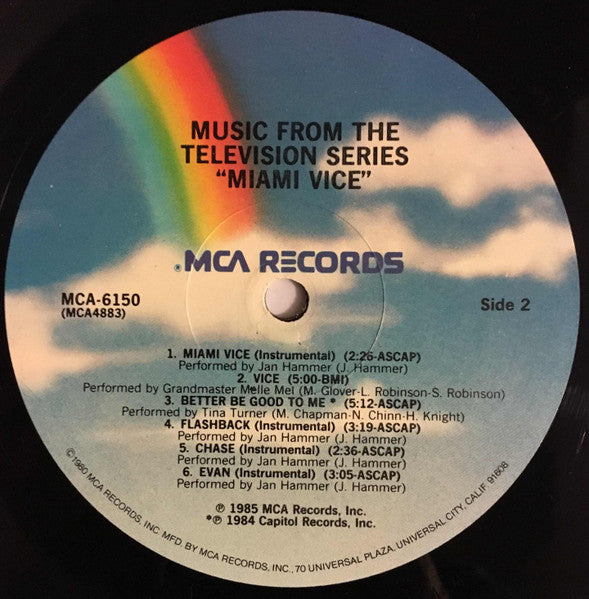 MUSIC FROM THE
TELEVISION SERIES
"MIAMI VICE"
®MCA RECORDS
MCA-6150
(MCA4883)
Side 2
1. MIAMI VICE (Instrumental) (2:26-ASCAP)
Performed by Jan Hammer (J. Hammer)
2. VICE (5:00-BMI)
Performed by Grandmaster Melle Mel (M. Glover-L. Robinson-S. Robinson)
3. BETTER BE GOOD TO ME * (5:12-ASCAP)
Performed by Tina Turner (M. Chapman-N. Chinn-H. Knight)
4. FLASHBACK (Instrumental) (3:19-ASCAP)
Performed by Jan Hammer (J. Hammer)
5. CHASE (Instrumental) (2:36-ASCAP)
Performed by Jan Hammer (J. Hammer)
6. EVAN (Instrumental) (3:05-ASCAP)
Performed by Jan Hammer (J. Hammer)
℗ 1985 MCA Records, Inc.
*℗ 1984 Capitol Records, Inc.
©1980 MCA RECORDS, INC. MFD. BY MCA RECORDS, INC., 70 UNIVERSAL PLAZA, UNIVERSAL CITY, CALIF. 91608